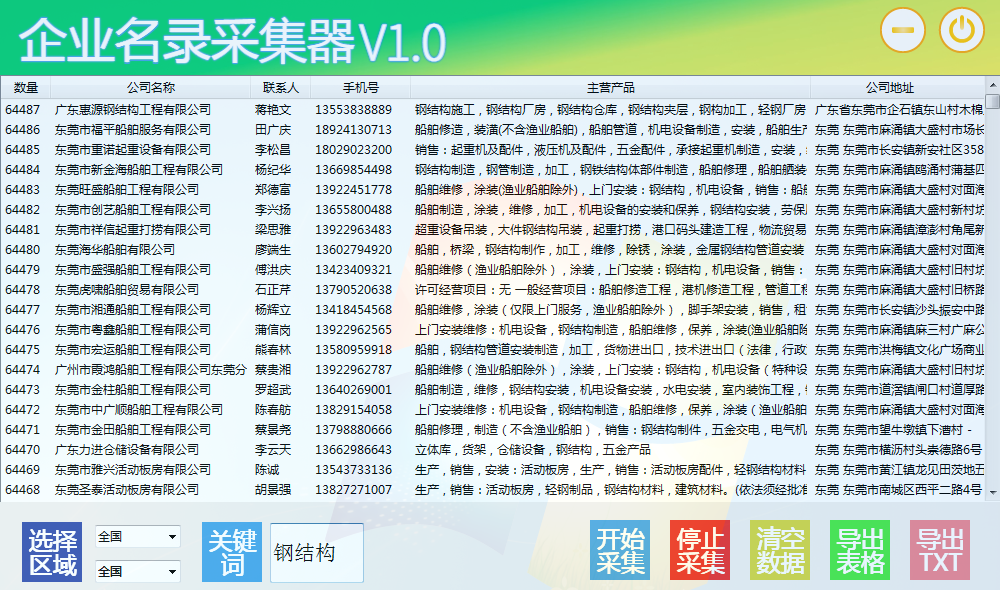 企业名录采集器V1.0
数量 公司名称 联系人 手机号 主营产品 公司地址
64487 广东惠源钢结构工程有限公司 蒋艳文 13553838889 钢结构施工，钢结构厂房，钢结构仓库，钢结构夹层，钢构加工，轻钢厂房 广东省东莞市企石镇东山村木棉
64486 东莞市福平船舶服务有限公司 田广庆 18924130713 船舶修造，装潢(不含渔业船舶)，船舶管道，机电设备制造，安装，船舶生产 东莞 东莞市麻涌镇大盛村市场长
64485 东莞市重诺起重设备有限公司 李松昌 18029023200 销售：起重机及配件，液压机及配件，五金配件，承接起重机制造，安装， 东莞 东莞市长安镇新安社区358
64484 东莞市新金海船舶工程有限公司 杨纪华 13669854498 钢结构制造，钢管制造，加工，钢铁结构体部件制造，船舶修理，船舶舾装 东莞 东莞市麻涌镇鸥涌村蒲基四
64483 东莞旺盛船舶工程有限公司 郑德富 13922451778 船舶维修，涂装(渔业船舶除外)，上门安装：钢结构，机电设备，销售：船舶 东莞 东莞市麻涌镇大盛村对面海
64482 东莞市创艺船舶工程有限公司 李兴扬 13655800488 船舶制造，涂装，维修，加工，机电设备的安装和保养，钢结构安装，劳保 东莞 东莞市麻涌镇大盛村新村坊
64481 东莞市祥信起重打捞有限公司 梁思雅 13922963483 超重设备吊装，大件钢结构吊装，起重打捞，港口码头建造工程，物流贸易 东莞 东莞市麻涌镇漳澎村角尾新
64480 东莞海华船舶有限公司 廖端生 13602794920 船舶，桥梁，钢结构制作，加工，维修，除锈，涂装，金属钢结构管道安装 东莞 东莞市麻涌镇大盛村对面海
64479 东莞市盛强船舶工程有限公司 傅洪庆 13423409321 船舶维修（渔业船舶除外），涂装，上门安装：钢结构，机电设备，销售： 东莞 东莞市麻涌镇大盛村旧村坊
64478 东莞虎味船舶贸易有限公司 石正芹 13790520638 许可经营项目：无 一般经营项目：船舶修造工程，港机修造工程，管道工程 东莞 东莞市麻涌镇大盛村旧桥路
64477 东莞市湘通船舶工程有限公司 杨辉立 13418454568 船舶维修，涂装（仅限上门服务，渔业船舶除外），脚手架安装，销售，租 东莞 东莞市长安镇沙头振安中路
64476 东莞市粤鑫船舶工程有限公司 蒲信岗 13922962565 上门安装维修：机电设备，钢结构制造，船舶维修，保养，涂装(渔业船舶除 东莞 东莞市麻涌镇麻三村广麻公
64475 东莞市宏运船舶工程有限公司 熊春林 13580959918 船舶，钢结构管道安装制造，加工，货物进出口，技术进出口（法律，行政 东莞 东莞市洪梅镇文化广场商业
64474 广州市霞鸿船舶工程有限公司东莞分 蔡贵湘 13922962787 船舶维修（渔业船舶除外），涂装，上门安装：钢结构，机电设备（特种设 东莞 东莞市麻涌镇大盛村旧村坊
64473 东莞市金柱船舶工程有限公司 罗超武 13640269001 船舶制造，维修，钢结构安装，机电设备安装，水电安装，室内装饰工程， 东莞 东莞市道滘镇闸口村道厚路
64472 东莞市中广顺船舶工程有限公司 陈春舫 13829154058 上门安装维修：机电设备，钢结构制造，船舶维修，保养，涂装（渔业船舶 东莞 东莞市麻涌镇大盛村对面海
64471 东莞市金田船舶工程有限公司 蔡景尧 13798880666 船舶修理，制造（不含渔业船舶），销售：钢结构制件，五金交电，电气机 东莞 东莞市望牛墩镇下漕村 -
64470 广东力进仓储设备有限公司 李云天 13662986643 立体库，货架，仓储设备，钢结构，五金产品 东莞 东莞市横沥村头崇德路6号
64469 东莞市雅兴活动板房有限公司 陈诚 13543733136 生产，销售，安装：活动板房，生产，销售：活动板房配件，轻钢结构材料 东莞 东莞市黄江镇龙见田茨地五
64468 东莞圣泰活动板房有限公司 胡景强 13827271007 生产，销售：活动板房，轻钢制品，钢结构材料，建筑材料。(依法须经批准 东莞 东莞市南城区西平二路4号
选择区域 全国 全国 关键词 钢结构 开始采集 停止采集 清空数据 导出表格 导出TXT